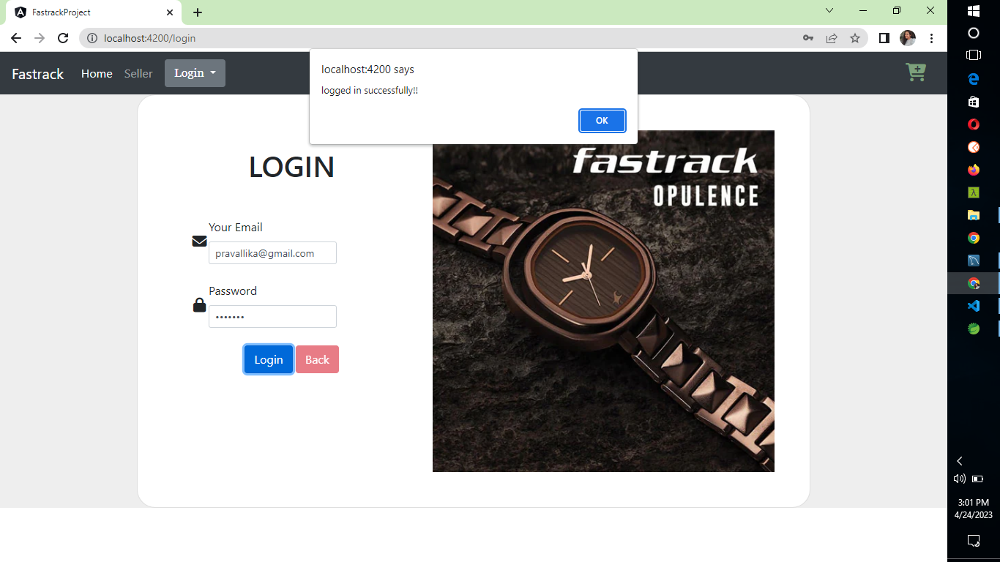 FastrackProject
localhost:4200/login
Fastrack
Home
Seller
Login
localhost:4200 says
logged in successfully!!
OK
LOGIN
Your Email
pravallika@gmail.com
Password
Login
Back
fastrack
OPULENCE
3:01 PM
4/24/2023